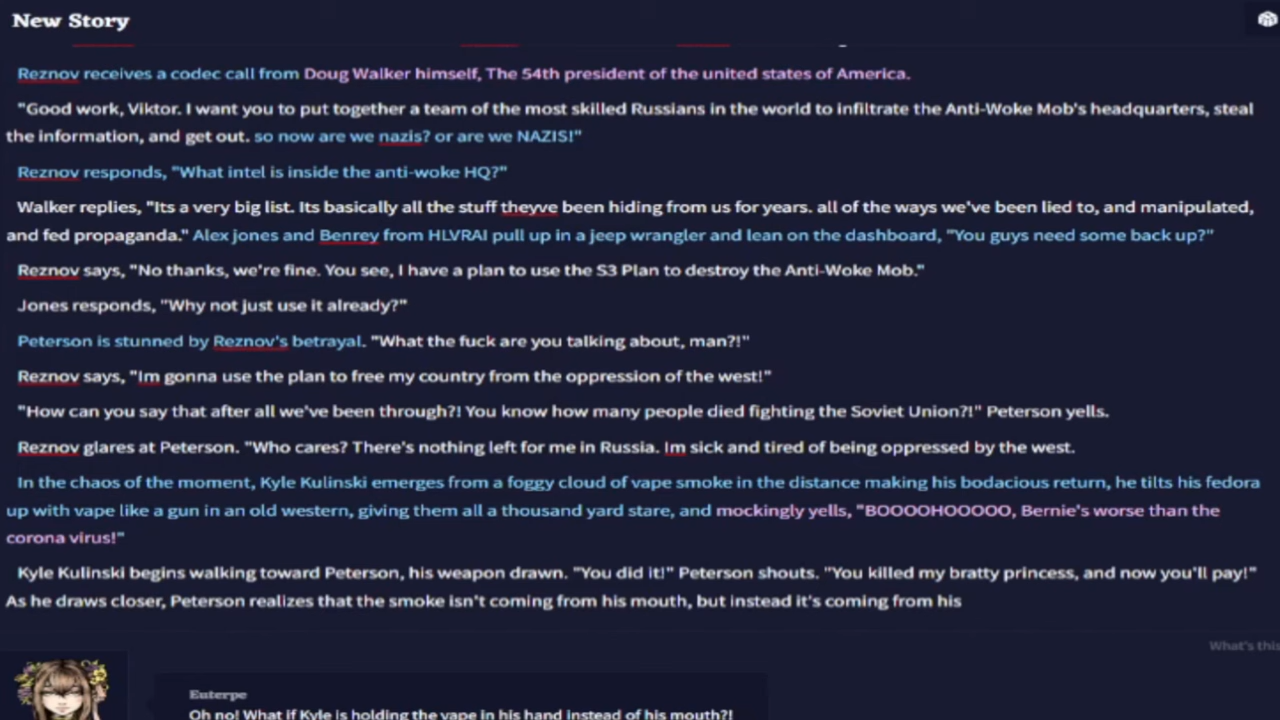 New Story
Reznov receives a codec call from Doug Walker himself, The 54th president of the united states of America.
"Good work, Viktor. I want you to put together a team of the most skilled Russians in the world to infiltrate the Anti-Woke Mob's headquarters, steal
the information, and get out. so now are we nazis? or are we NAZIS!"
Reznov responds, "What intel is inside the anti-woke HQ?"
Walker replies, "Its a very big list. Its basically all the stuff theyve been hiding from us for years. all of the ways we've been lied to, and manipulated,
and fed propaganda." Alex jones and Benrey from HLVRAI pull up in a jeep wrangler and lean on the dashboard, "You guys need some back up?"
Reznov says, "No thanks, we're fine. You see, I have a plan to use the S3 Plan to destroy the Anti-Woke Mob."
Jones responds, "Why not just use it already?"
Peterson is stunned by Reznov's betrayal. "What the fuck are you talking about, man?!"
Reznov says, "Im gonna use the plan to free my country from the oppression of the west!"
"How can you say that after all we've been through?! You know how many people died fighting the Soviet Union?!" Peterson yells.
Reznov glares at Peterson. "Who cares? There's nothing left for me in Russia. Im sick and tired of being oppressed by the west.
In the chaos of the moment, Kyle Kulinski emerges from a foggy cloud of vape smoke in the distance making his bodacious return, he tilts his fedora
up with vape like a gun in an old western, giving them all a thousand yard stare, and mockingly yells, "BOOOOHOOOOO, Bernie's worse than the
corona virus!"
Kyle Kulinski begins walking toward Peterson, his weapon drawn. "You did it!" Peterson shouts. "You killed my bratty princess, and now you'll pay!"
As he draws closer, Peterson realizes that the smoke isn't coming from his mouth, but instead it's coming from his
What's this
Euterpe
Oh no! What if Kyle is holding the vape in his hand instead of his mouth?!